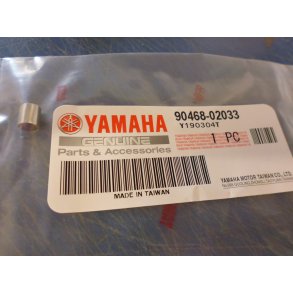 YAMAHA
GENUINE
Parts & Accessories
90468-02033
Y190304T
1 PC
MADE IN TAIWAN
YAMAHA MOTOR TAIWAN CO., LTD.